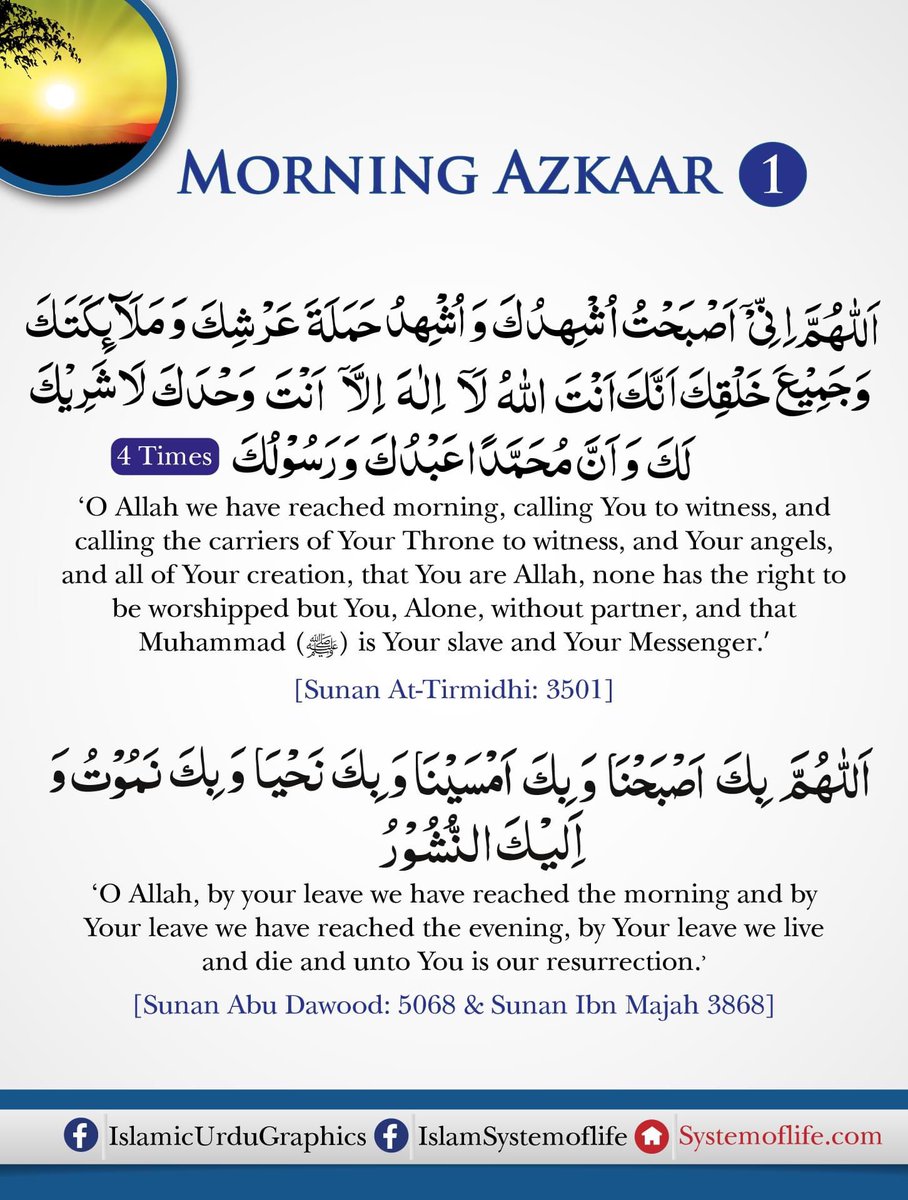 MORNING AZKAAR 1
اَللّٰهُمَّ اِنِّىْٓ اَصْبَحْتُ اُشْهِدُكَ وَ اُشْهِدُ حَمَلَةَ عَرْشِكَ وَ مَلَآئِكَتَكَ
وَجَمِيْعَ خَلْقِكَ اَنَّكَ اَنْتَ اللهُ لَآ اِلٰهَ اِلَّآ اَنْتَ وَحْدَكَ لَا شَرِيْكَ
لَكَ وَ اَنَّ مُحَمَّدًا عَبْدُكَ وَ رَسُوْلُكَ 4 Times
‘O Allah we have reached morning, calling You to witness, and
calling the carriers of Your Throne to witness, and Your angels,
and all of Your creation, that You are Allah, none has the right to
be worshipped but You, Alone, without partner, and that
Muhammad (ﷺ) is Your slave and Your Messenger.'
[Sunan At-Tirmidhi: 3501]
اَللّٰهُمَّ بِكَ اَصْبَحْنَا وَ بِكَ اَمْسَيْنَا وَ بِكَ نَحْيَا وَ بِكَ نَمُوْتُ وَ
اِلَيْكَ النُّشُوْرُ
‘O Allah, by your leave we have reached the morning and by
Your leave we have reached the evening, by Your leave we live
and die and unto You is our resurrection.’
[Sunan Abu Dawood: 5068 & Sunan Ibn Majah 3868]
IslamicUrduGraphics IslamSystemoflife Systemoflife.com